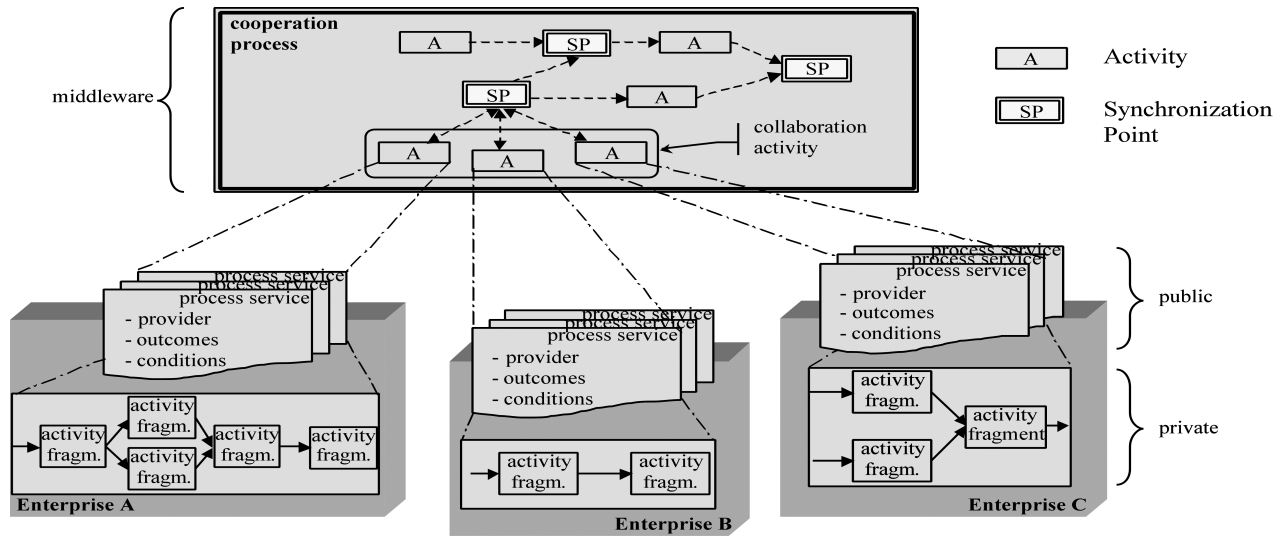 cooperation
process
A
SP
A
SP
SP
A
A
A
A
collaboration
activity
middleware
A
Activity
SP
Synchronization
Point
process service
process service
process service
- provider
- outcomes
- conditions
activity
fragm.
activity
fragm.
activity
fragm.
activity
fragm.
activity
fragm.
Enterprise A
process service
process service
process service
- provider
- outcomes
- conditions
activity
fragm.
activity
fragm.
Enterprise B
process service
process service
process service
- provider
- outcomes
- conditions
activity
fragm.
activity
fragm.
activity
fragment
Enterprise C
public
private